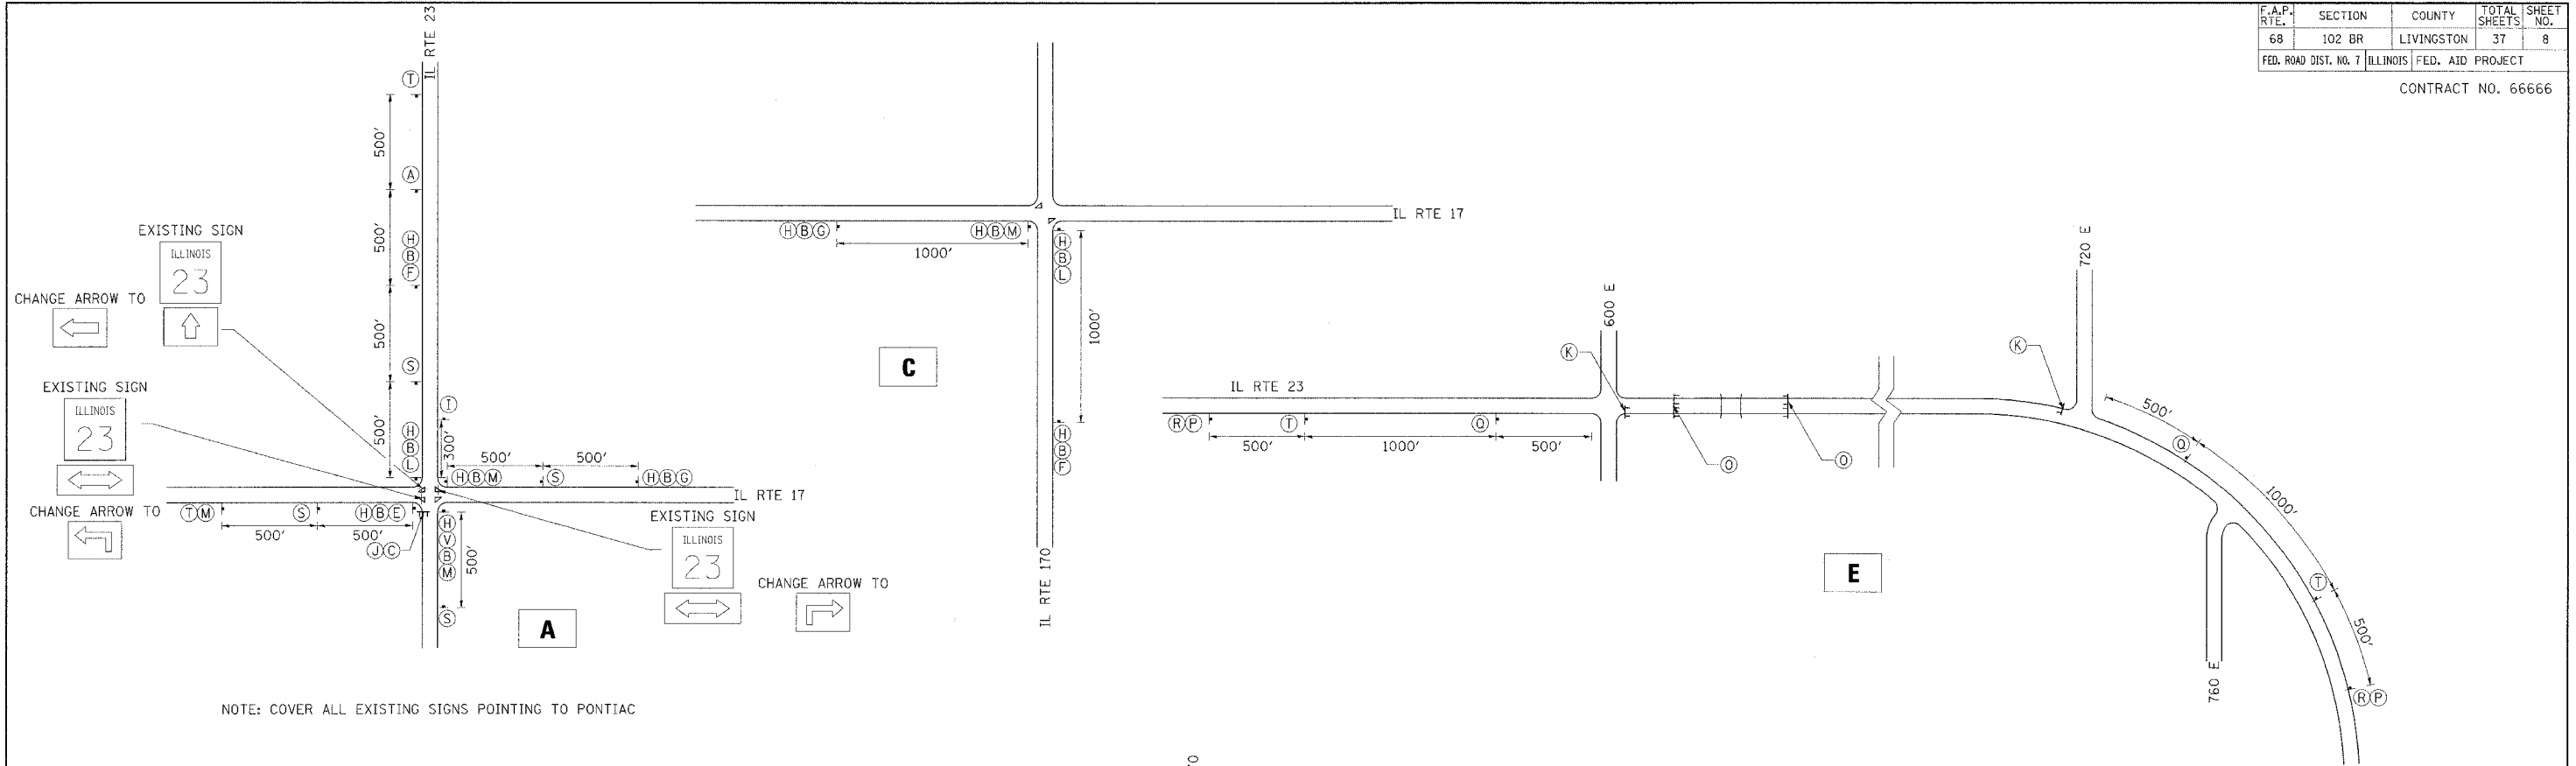 F.A.P. RTE. SECTION COUNTY TOTAL SHEETS SHEET NO.
68 102 BR LIVINGSTON 37 8
FED. ROAD DIST. NO. 7 ILLINOIS FED. AID PROJECT
CONTRACT NO. 66666
IL RTE 23
T
500'
A
500'
H
B
F
500'
S
500'
H
B
L
I
300'
EXISTING SIGN
ILLINOIS
23
CHANGE ARROW TO
EXISTING SIGN
ILLINOIS
23
CHANGE ARROW TO
500' 500'
H B M S H B G
IL RTE 17
T M S H B E
500' 500'
J C
H
V
B
M
500'
S
A
EXISTING SIGN
ILLINOIS
23
CHANGE ARROW TO
NOTE: COVER ALL EXISTING SIGNS POINTING TO PONTIAC
IL RTE 17
H B G H B M
1000'
H
B
L
1000'
H
B
F
C
IL RTE 170
IL RTE 23
600 E
720 E
K
K
R P T Q
500' 1000' 500'
O
O
500'
Q
1000'
T
500'
R P
760 E
E